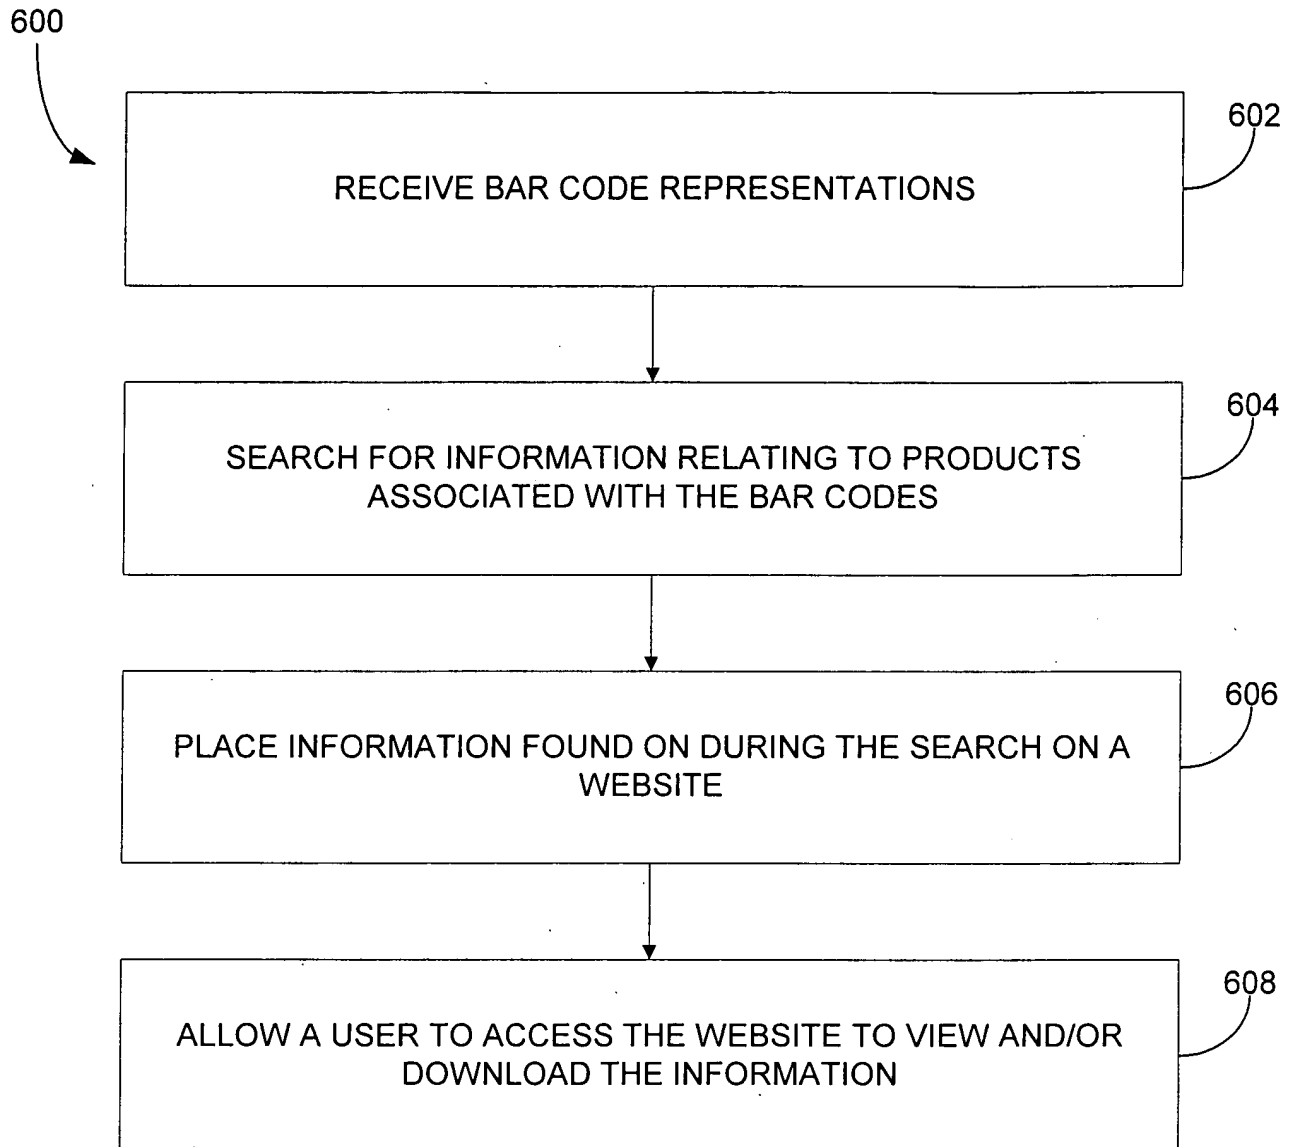 600
602
RECEIVE BAR CODE REPRESENTATIONS
604
SEARCH FOR INFORMATION RELATING TO PRODUCTS
ASSOCIATED WITH THE BAR CODES
606
PLACE INFORMATION FOUND ON DURING THE SEARCH ON A
WEBSITE
608
ALLOW A USER TO ACCESS THE WEBSITE TO VIEW AND/OR
DOWNLOAD THE INFORMATION